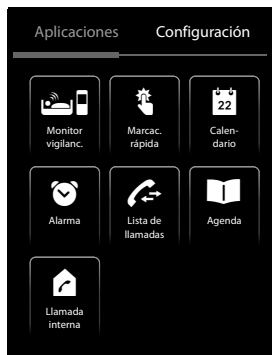 Aplicaciones Configuración
22
Monitor Marcac. Calen-
vigilanc. rápida dario
Alarma Lista de Agenda
llamadas
Llamada
interna